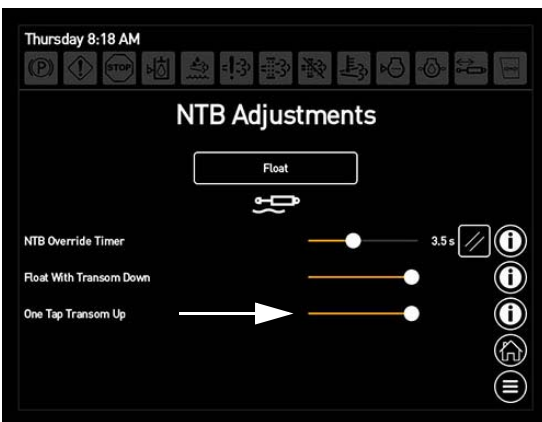 Thursday 8:18 AM
P STOP
NTB Adjustments
Float
NTB Override Timer 3.5 s i
Float With Transom Down i
One Tap Transom Up i